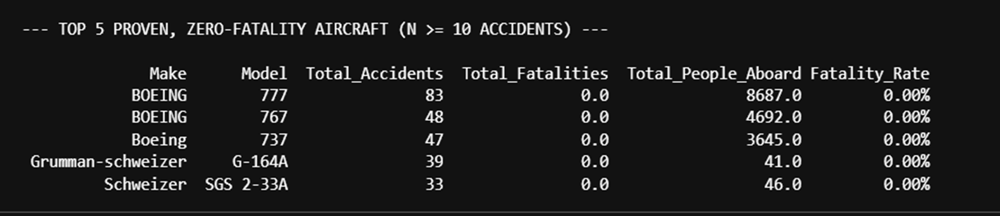 --- TOP 5 PROVEN, ZERO-FATALITY AIRCRAFT (N >= 10 ACCIDENTS) ---
Make Model Total_Accidents Total_Fatalities Total_People_Aboard Fatality_Rate
BOEING 777 83 0.0 8687.0 0.00%
BOEING 767 48 0.0 4692.0 0.00%
Boeing 737 47 0.0 3645.0 0.00%
Grumman-schweizer G-164A 39 0.0 41.0 0.00%
Schweizer SGS 2-33A 33 0.0 46.0 0.00%